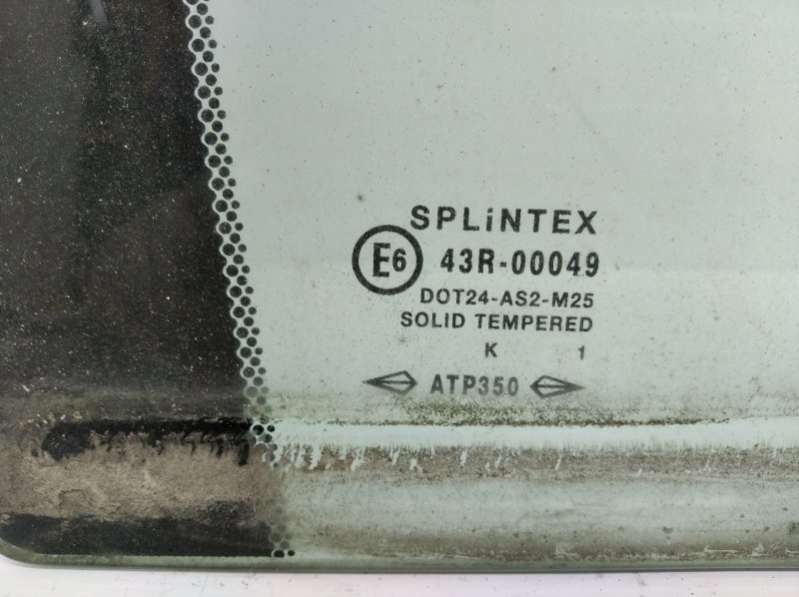 SPLiNTEX
E6 43R-00049
DOT24-AS2-M25
SOLID TEMPERED
K 1
ATP350